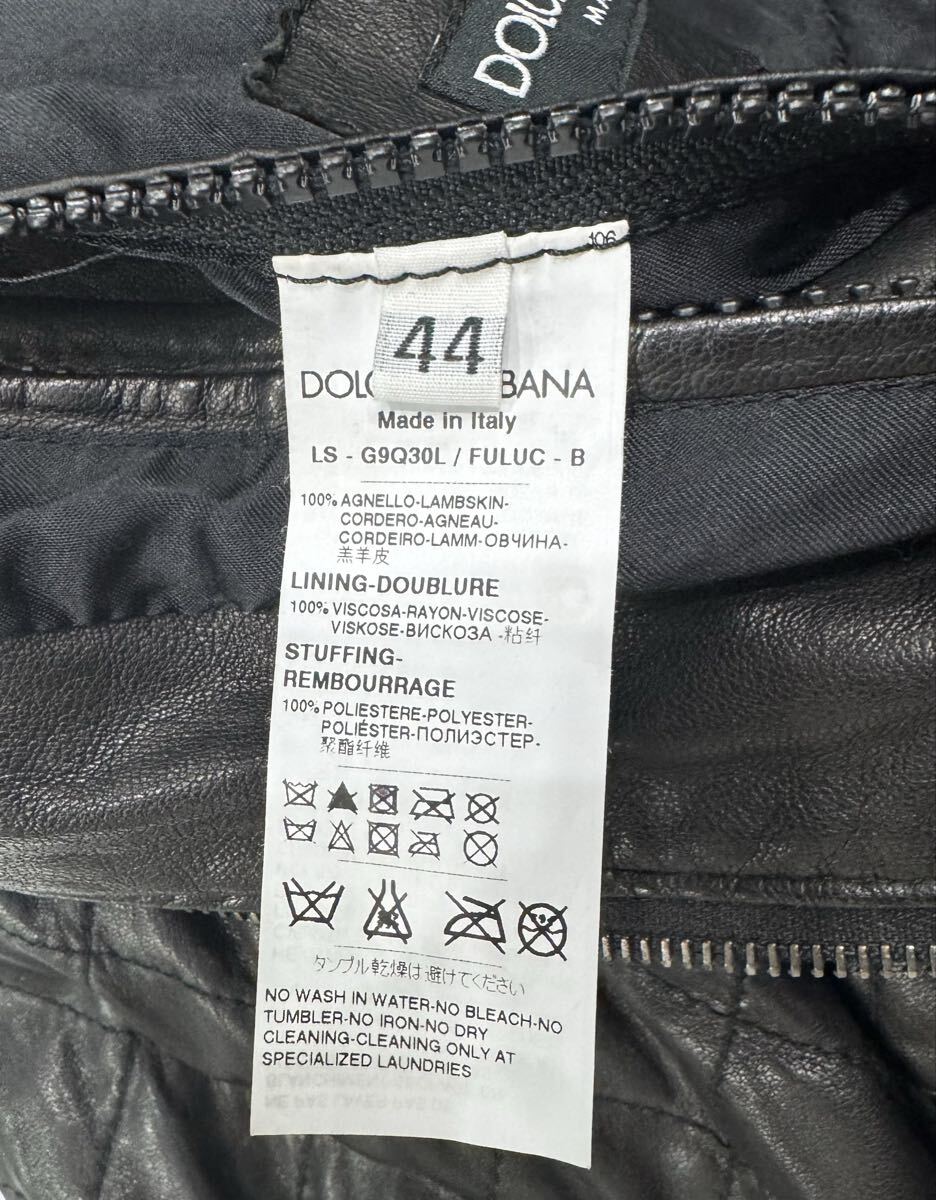 DOL
MA
106
44
DOL BANA
Made in Italy
LS - G9Q30L / FULUC - B
100% AGNELLO-LAMBSKIN-
CORDERO-AGNEAU-
CORDEIRO-LAMM-ОВЧИНА-
羔羊皮
LINING-DOUBLURE
100% VISCOSA-RAYON-VISCOSE-
VISKOSE-ВИСКОЗА -粘纤
STUFFING-
REMBOURRAGE
100% POLIESTERE-POLYESTER-
POLIÉSTER-ПОЛИЭСТЕР-
聚酯纤维
タンブル乾燥は避けてください
NO WASH IN WATER-NO BLEACH-NO
TUMBLER-NO IRON-NO DRY
CLEANING-CLEANING ONLY AT
SPECIALIZED LAUNDRIES